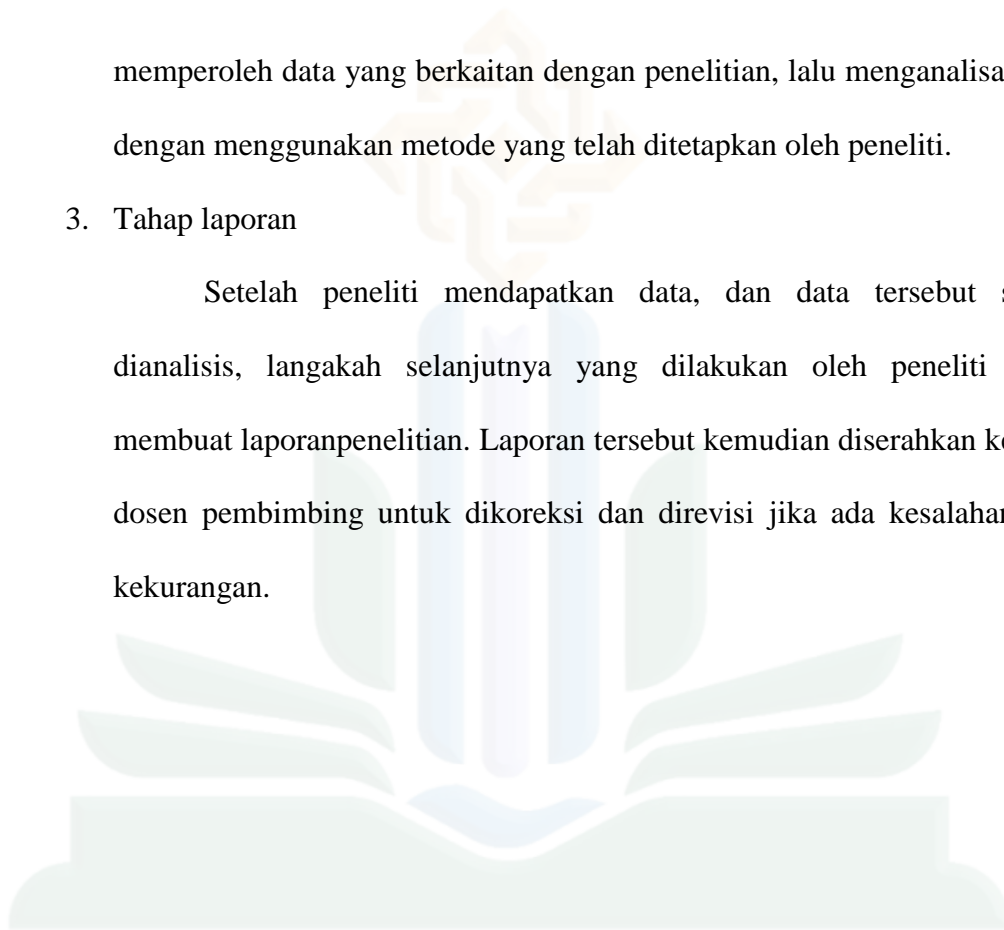 memperoleh data yang berkaitan dengan penelitian, lalu menganalisa
dengan menggunakan metode yang telah ditetapkan oleh peneliti.
3. Tahap laporan
Setelah peneliti mendapatkan data, dan data tersebut
dianalisis, langakah selanjutnya yang dilakukan oleh peneliti
membuat laporanpenelitian. Laporan tersebut kemudian diserahkan
dosen pembimbing untuk dikoreksi dan direvisi jika ada kesalahan
kekurangan.